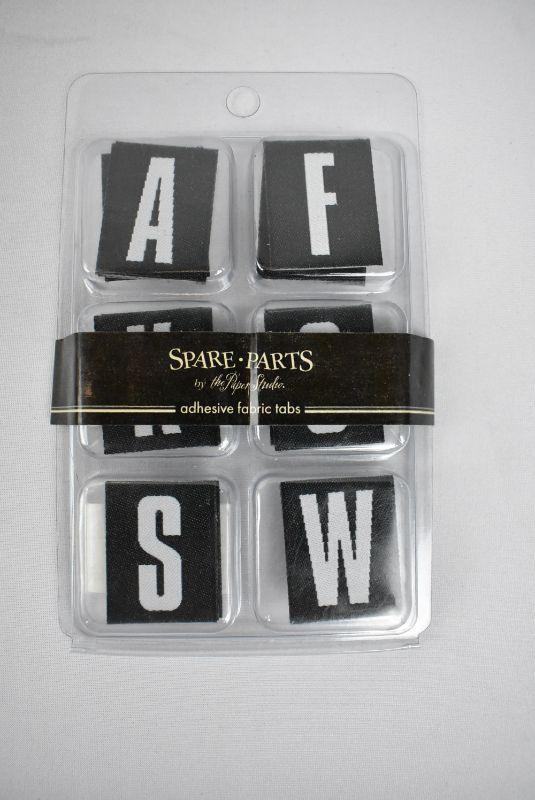 A F
K
SPARE·PARTS
by the Paper Studio.
adhesive fabric tabs
S W